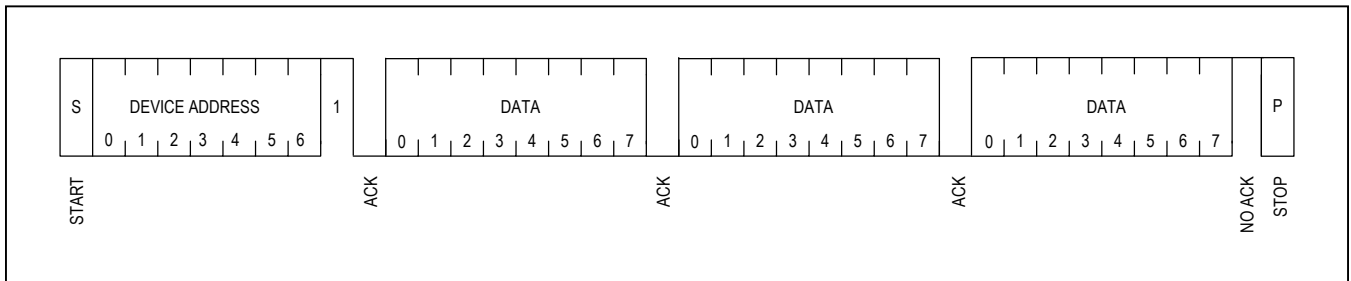 S DEVICE ADDRESS 1 DATA DATA DATA P
0 1 2 3 4 5 6 0 1 2 3 4 5 6 7 0 1 2 3 4 5 6 7 0 1 2 3 4 5 6 7
START ACK ACK ACK NO ACK STOP